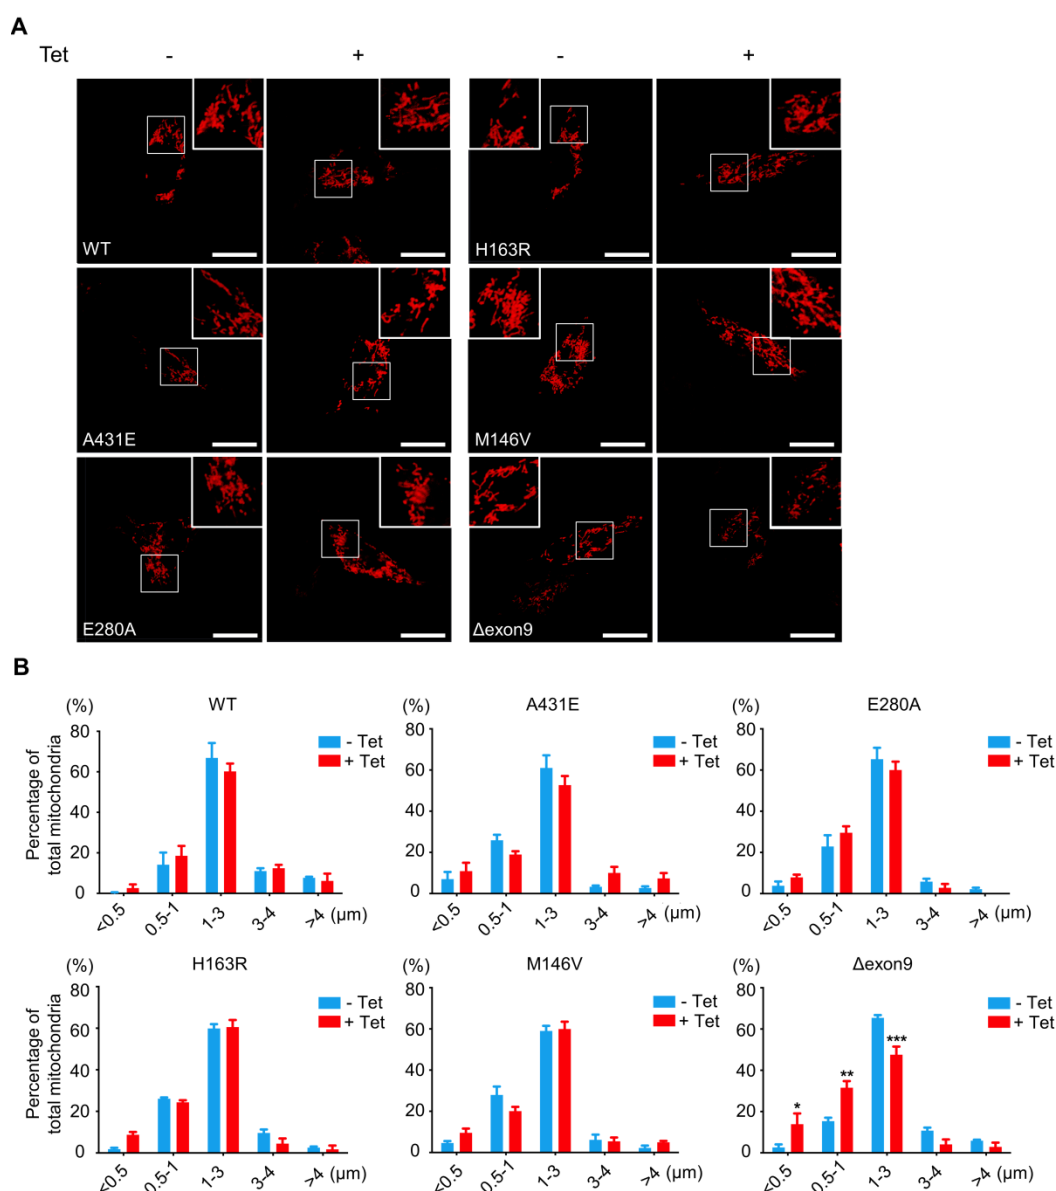 A
Tet - + - +
WT
H163R
A431E
M146V
E280A
Δexon9
B
(%) WT
Percentage of
total mitochondria
80
60
40
20
0
- Tet
+ Tet
<0.5 0.5-1 1-3 3-4 >4 (µm)
(%) A431E
80
60
40
20
0
- Tet
+ Tet
<0.5 0.5-1 1-3 3-4 >4 (µm)
(%) E280A
80
60
40
20
0
- Tet
+ Tet
<0.5 0.5-1 1-3 3-4 >4 (µm)
(%) H163R
Percentage of
total mitochondria
80
60
40
20
0
- Tet
+ Tet
<0.5 0.5-1 1-3 3-4 >4 (µm)
(%) M146V
80
60
40
20
0
- Tet
+ Tet
<0.5 0.5-1 1-3 3-4 >4 (µm)
(%) Δexon9
80
60
40
20
0
- Tet
+ Tet
* ** ***
<0.5 0.5-1 1-3 3-4 >4 (µm)